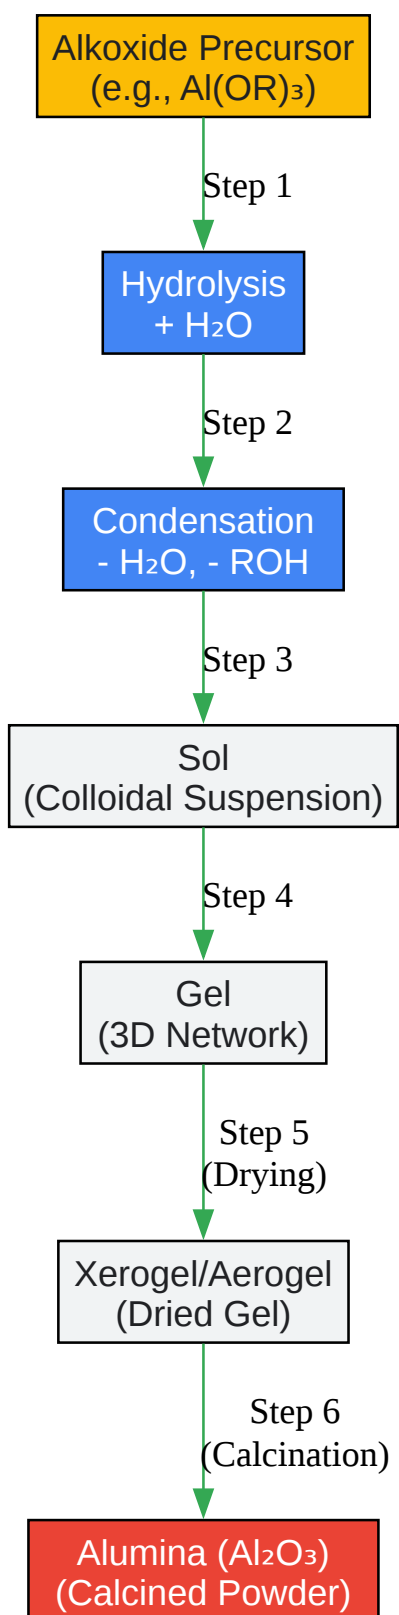 Alkoxide Precursor
(e.g., Al(OR)₃)
Step 1
Hydrolysis
+ H₂O
Step 2
Condensation
- H₂O, - ROH
Step 3
Sol
(Colloidal Suspension)
Step 4
Gel
(3D Network)
Step 5
(Drying)
Xerogel/Aerogel
(Dried Gel)
Step 6
(Calcination)
Alumina (Al₂O₃)
(Calcined Powder)